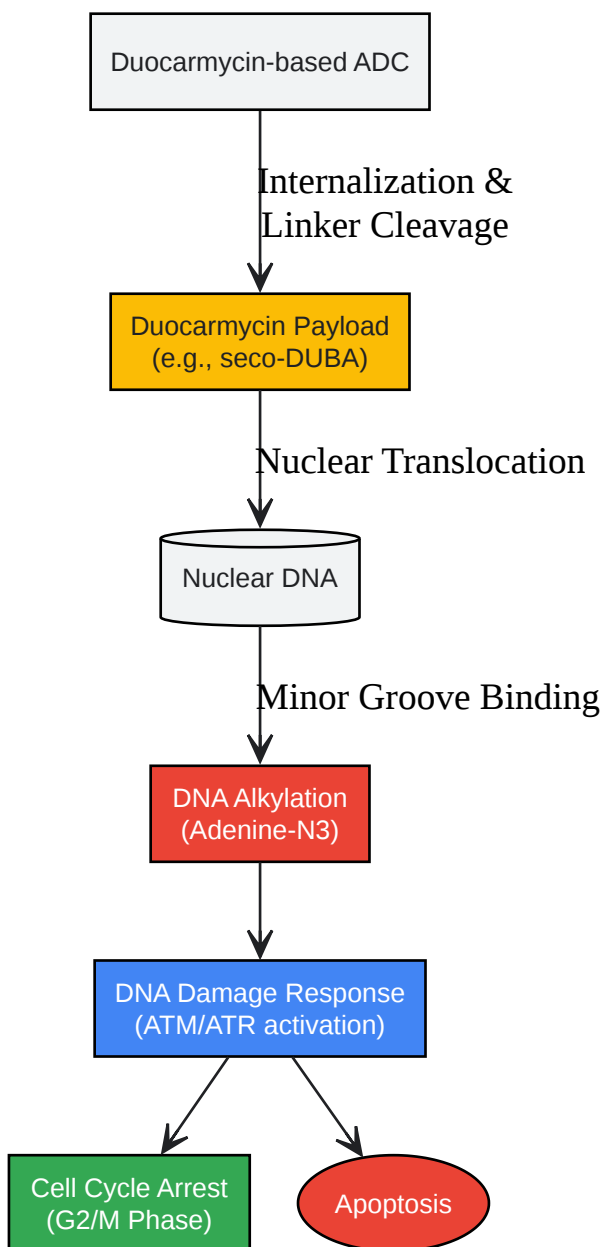 Duocarmycin-based ADC
Internalization &
Linker Cleavage
Duocarmycin Payload
(e.g., seco-DUBA)
Nuclear Translocation
Nuclear DNA
Minor Groove Binding
DNA Alkylation
(Adenine-N3)
DNA Damage Response
(ATM/ATR activation)
Cell Cycle Arrest
(G2/M Phase)
Apoptosis